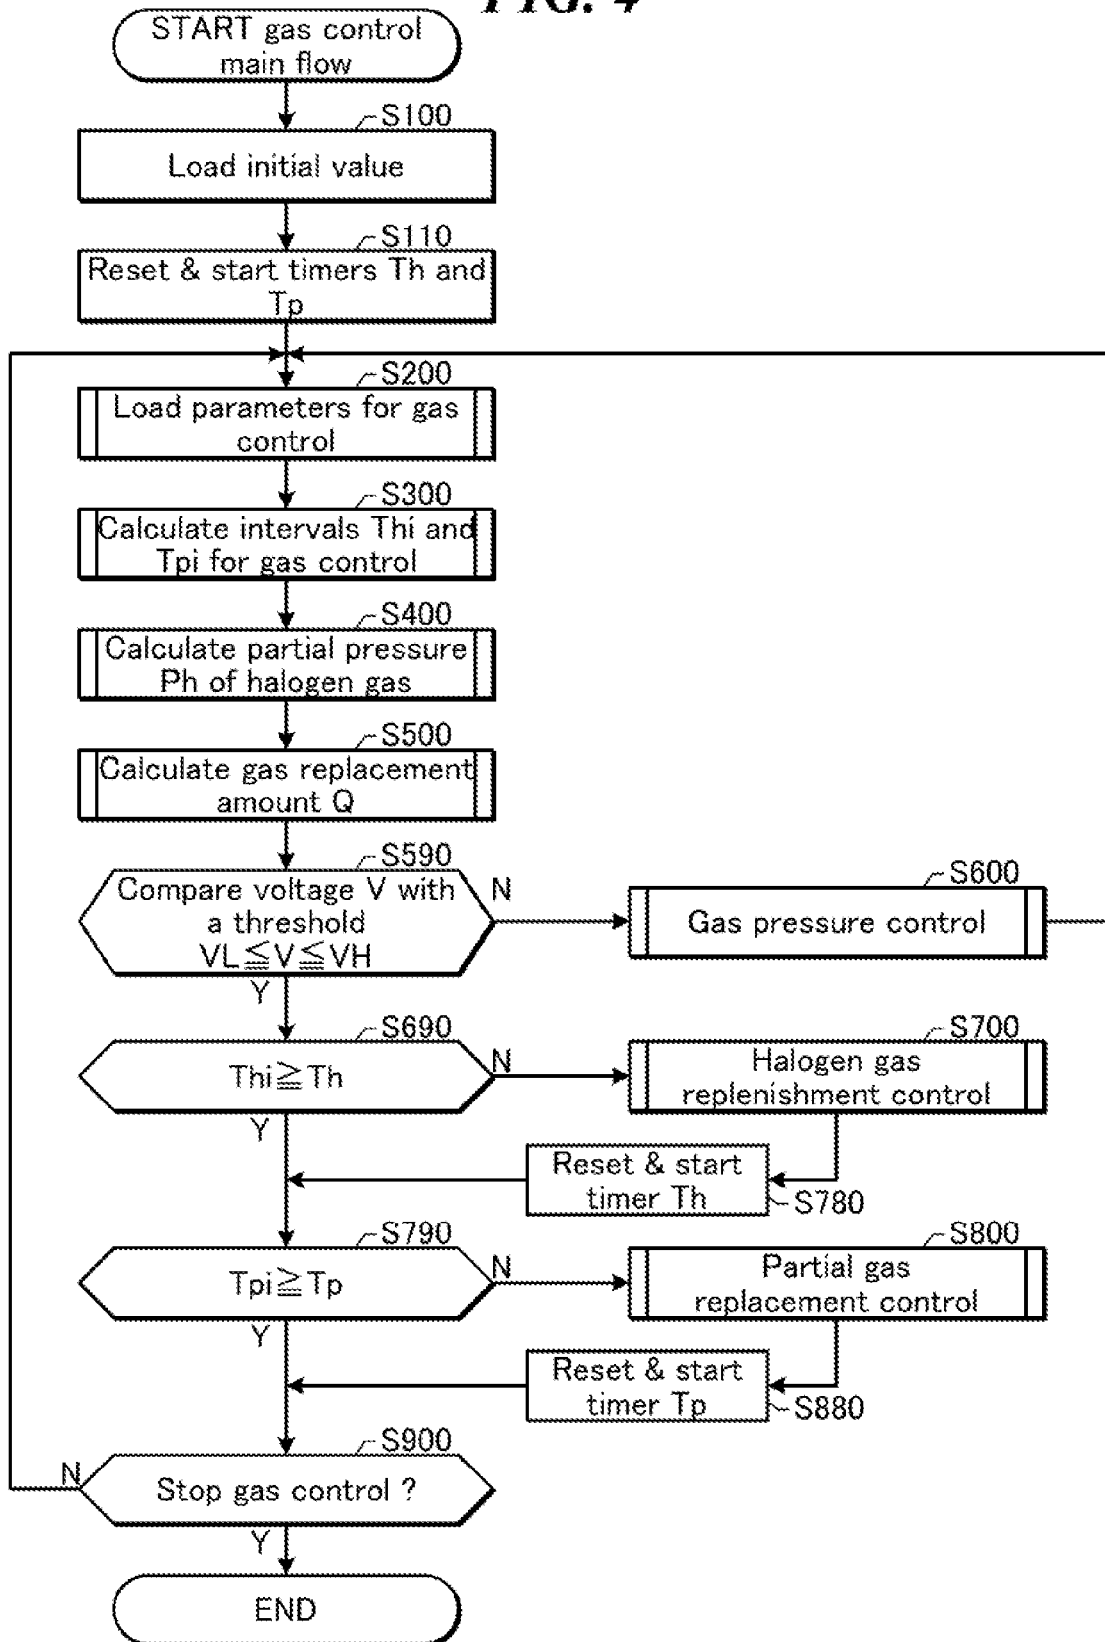 FIG. 4
START gas control
main flow
S100
Load initial value
S110
Reset & start timers Th and
Tp
S200
Load parameters for gas
control
S300
Calculate intervals Thi and
Tpi for gas control
S400
Calculate partial pressure
Ph of halogen gas
S500
Calculate gas replacement
amount Q
S590
Compare voltage V with
a threshold
VL≦V≦VH
N
Y
S600
Gas pressure control
S690
Thi≧Th
N
Y
S700
Halogen gas
replenishment control
Reset & start
timer Th
S780
S790
Tpi≧Tp
N
Y
S800
Partial gas
replacement control
Reset & start
timer Tp
S880
S900
Stop gas control ?
N
Y
END